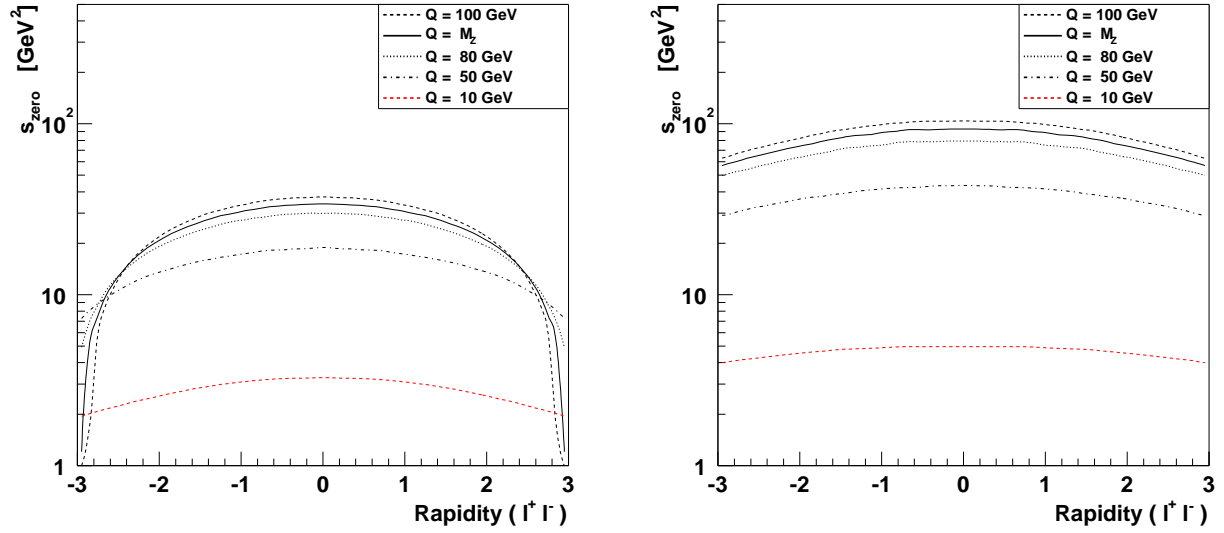 s_zero [GeV²]
Q = 100 GeV
Q = M_Z
Q = 80 GeV
Q = 50 GeV
Q = 10 GeV
10²
10
1
-3 -2 -1 0 1 2 3
Rapidity ( l⁺ l⁻ )
s_zero [GeV²]
Q = 100 GeV
Q = M_Z
Q = 80 GeV
Q = 50 GeV
Q = 10 GeV
10²
10
1
-3 -2 -1 0 1 2 3
Rapidity ( l⁺ l⁻ )